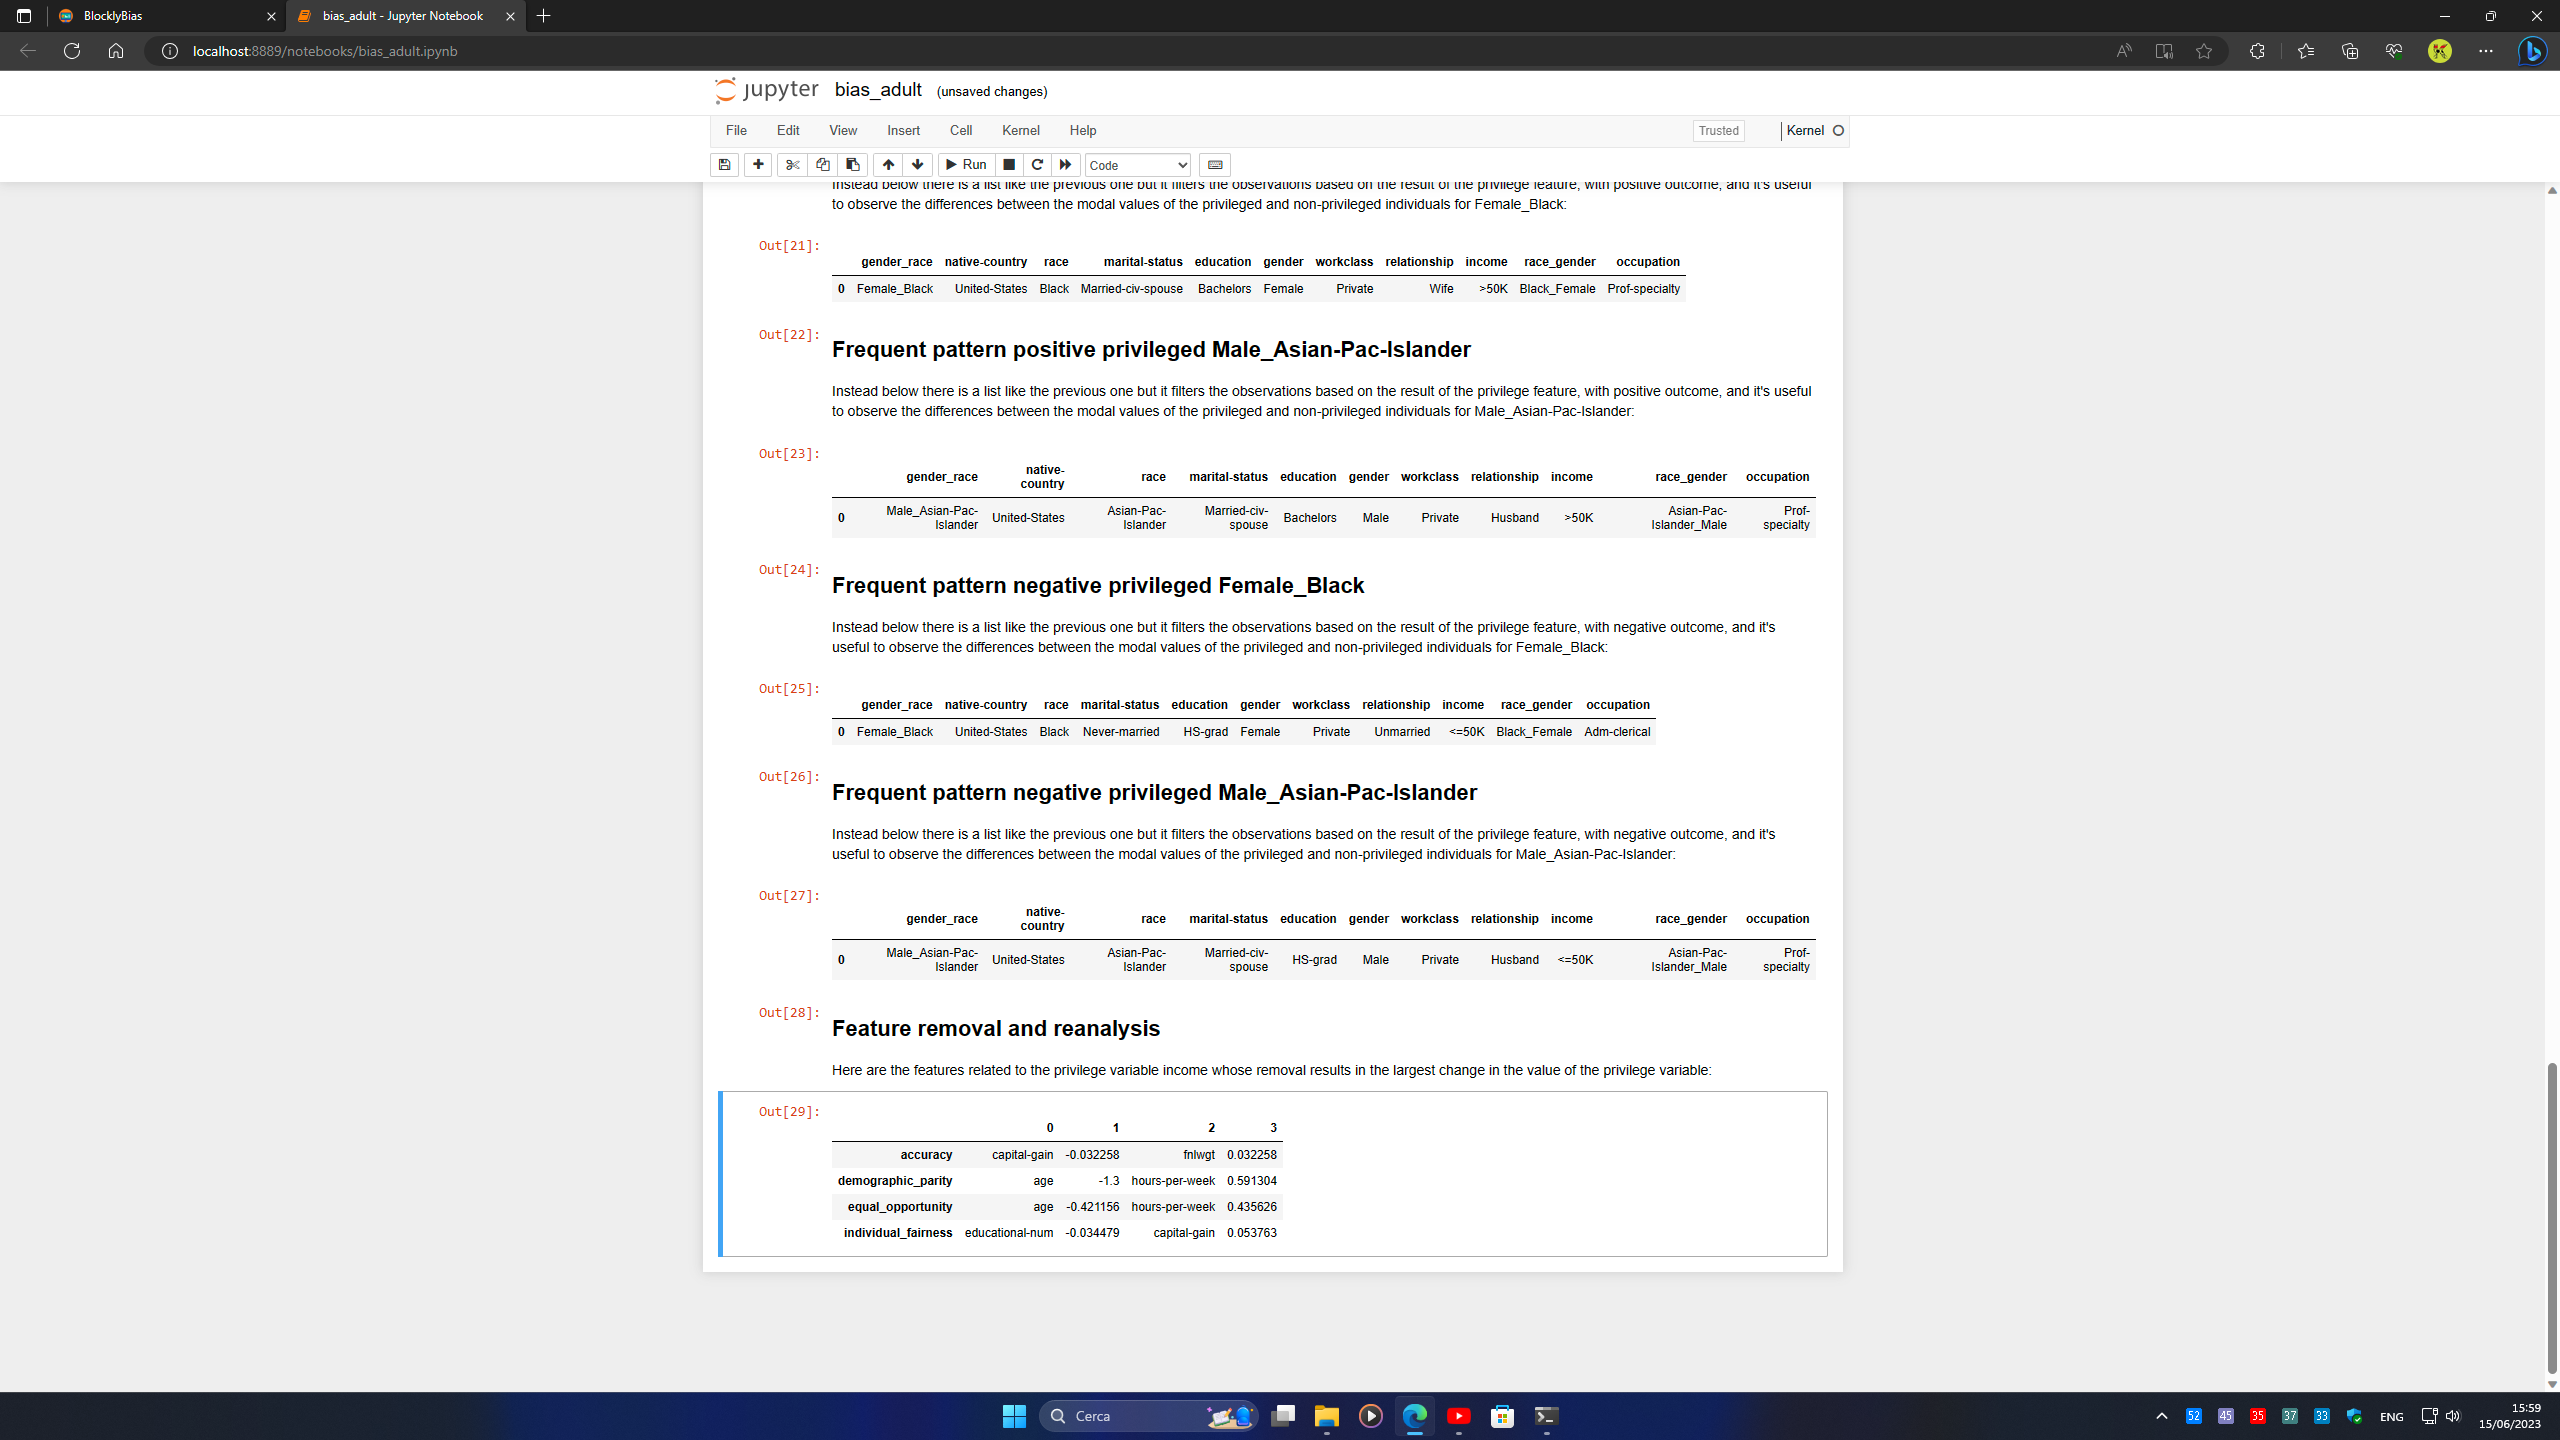 BlocklyBias
bias_adult - Jupyter Notebook
localhost:8889/notebooks/bias_adult.ipynb
jupyter bias_adult (unsaved changes)
File Edit View Insert Cell Kernel Help Trusted Kernel
Run Code
Instead below there is a list like the previous one but it filters the observations based on the result of the privilege feature, with positive outcome, and it's useful
to observe the differences between the modal values of the privileged and non-privileged individuals for Female_Black:
Out[21]:
gender_race native-country race marital-status education gender workclass relationship income race_gender occupation
0 Female_Black United-States Black Married-civ-spouse Bachelors Female Private Wife >50K Black_Female Prof-specialty
Out[22]:
Frequent pattern positive privileged Male_Asian-Pac-Islander
Instead below there is a list like the previous one but it filters the observations based on the result of the privilege feature, with positive outcome, and it's useful
to observe the differences between the modal values of the privileged and non-privileged individuals for Male_Asian-Pac-Islander:
Out[23]:
gender_race native-country race marital-status education gender workclass relationship income race_gender occupation
0 Male_Asian-Pac-Islander United-States Asian-Pac-Islander Married-civ-spouse Bachelors Male Private Husband >50K Asian-Pac-Islander_Male Prof-specialty
Out[24]:
Frequent pattern negative privileged Female_Black
Instead below there is a list like the previous one but it filters the observations based on the result of the privilege feature, with negative outcome, and it's
useful to observe the differences between the modal values of the privileged and non-privileged individuals for Female_Black:
Out[25]:
gender_race native-country race marital-status education gender workclass relationship income race_gender occupation
0 Female_Black United-States Black Never-married HS-grad Female Private Unmarried <=50K Black_Female Adm-clerical
Out[26]:
Frequent pattern negative privileged Male_Asian-Pac-Islander
Instead below there is a list like the previous one but it filters the observations based on the result of the privilege feature, with negative outcome, and it's
useful to observe the differences between the modal values of the privileged and non-privileged individuals for Male_Asian-Pac-Islander:
Out[27]:
gender_race native-country race marital-status education gender workclass relationship income race_gender occupation
0 Male_Asian-Pac-Islander United-States Asian-Pac-Islander Married-civ-spouse HS-grad Male Private Husband <=50K Asian-Pac-Islander_Male Prof-specialty
Out[28]:
Feature removal and reanalysis
Here are the features related to the privilege variable income whose removal results in the largest change in the value of the privilege variable:
Out[29]:
0 1 2 3
accuracy capital-gain -0.032258 fnlwgt 0.032258
demographic_parity age -1.3 hours-per-week 0.591304
equal_opportunity age -0.421156 hours-per-week 0.435626
individual_fairness educational-num -0.034479 capital-gain 0.053763
Cerca
52 45 35 37 33 ENG 15:59
15/06/2023